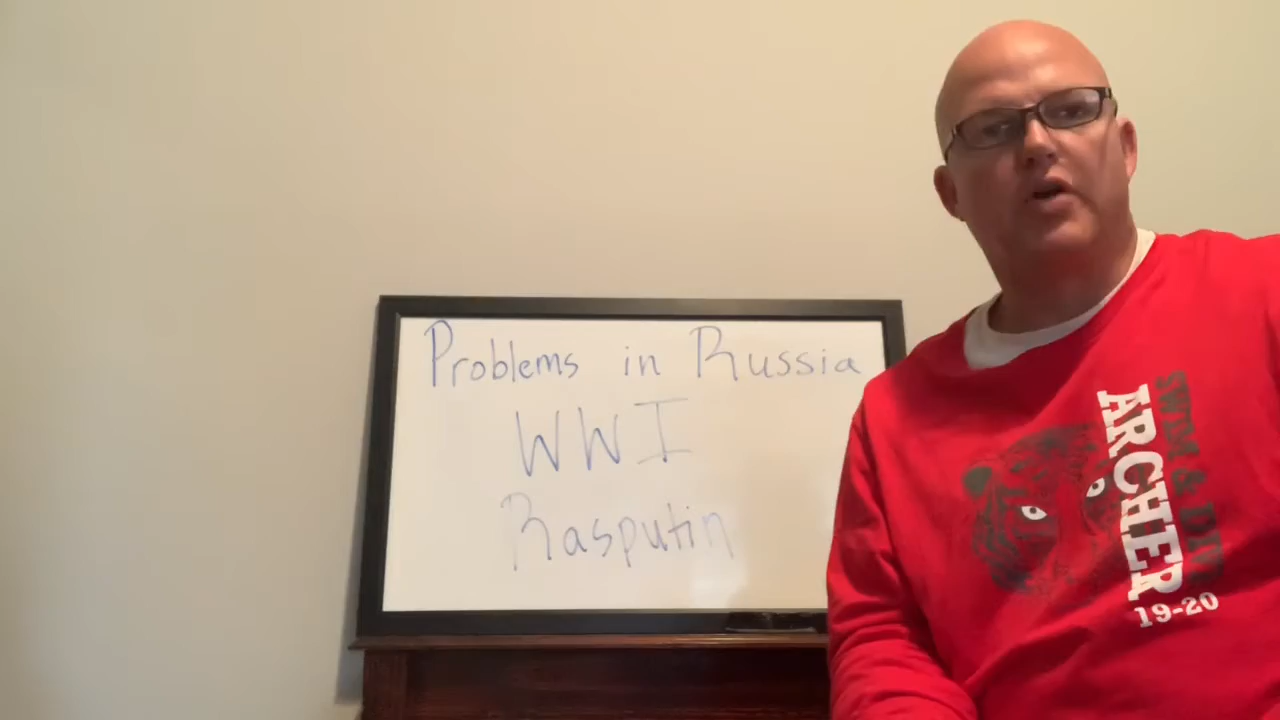 Problems in Russia
WWI
Rasputin
SWIM & DIVE
ARCHER
19-20